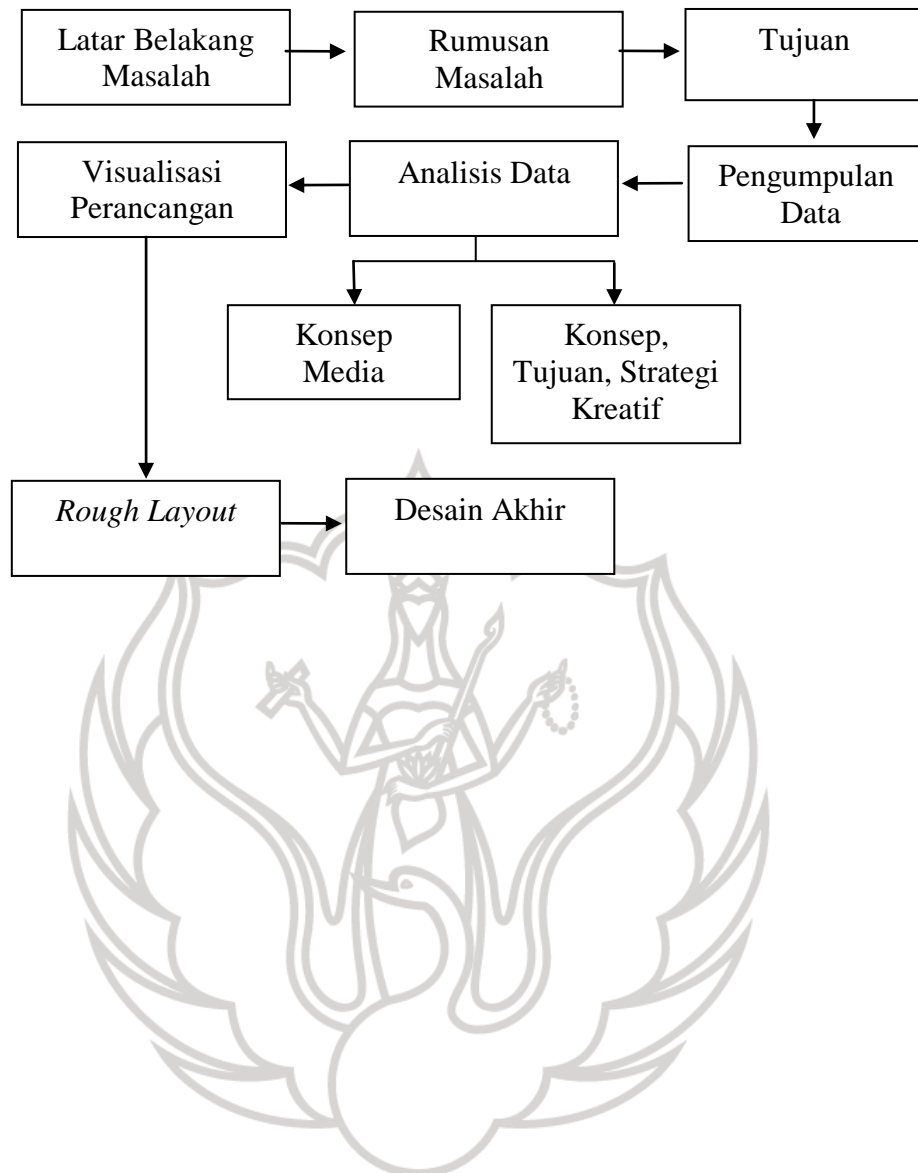 Latar Belakang
Masalah
Rumusan
Masalah
Tujuan
Visualisasi
Perancangan
Analisis Data
Pengumpulan
Data
Konsep
Media
Konsep,
Tujuan, Strategi
Kreatif
Rough Layout
Desain Akhir